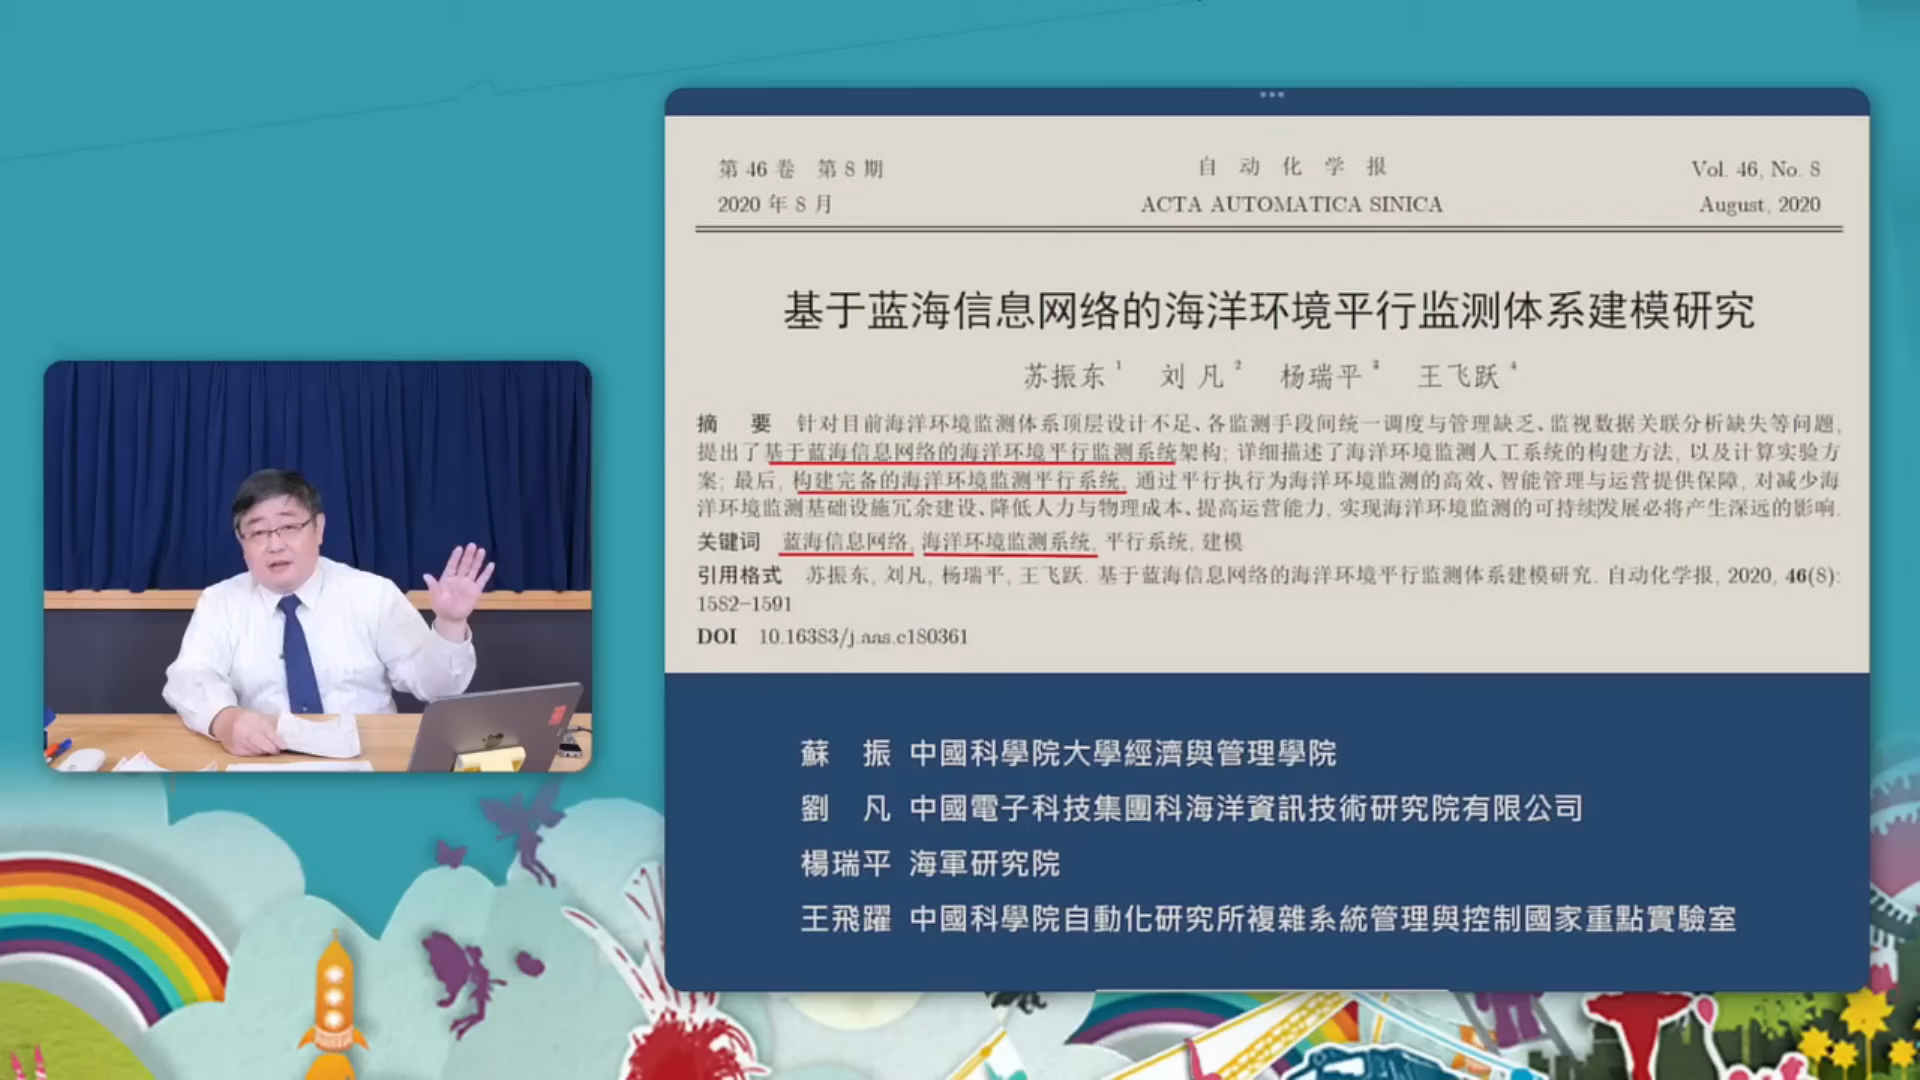 第 46 卷 第 8 期
自 动 化 学 报
Vol. 46, No. 8
2020 年 8 月
ACTA AUTOMATICA SINICA
August, 2020
基于蓝海信息网络的海洋环境平行监测体系建模研究
苏振东 1 刘 凡 2 杨瑞平 3 王飞跃 4
摘 要 针对目前海洋环境监测体系顶层设计不足、各监测手段间统一调度与管理缺乏、监视数据关联分析缺失等问题,
提出了基于蓝海信息网络的海洋环境平行监测系统架构; 详细描述了海洋环境监测人工系统的构建方法, 以及计算实验方
案; 最后, 构建完备的海洋环境监测平行系统, 通过平行执行为海洋环境监测的高效、智能管理与运营提供保障, 对减少海
洋环境监测基础设施冗余建设、降低人力与物理成本、提高运营能力, 实现海洋环境监测的可持续发展必将产生深远的影响.
关键词 蓝海信息网络, 海洋环境监测系统, 平行系统, 建模
引用格式 苏振东, 刘凡, 杨瑞平, 王飞跃. 基于蓝海信息网络的海洋环境平行监测体系建模研究. 自动化学报, 2020, 46(8):
1582−1591
DOI 10.16383/j.aas.c180361
蘇 振 中國科學院大學經濟與管理學院
劉 凡 中國電子科技集團科海洋資訊技術研究院有限公司
楊瑞平 海軍研究院
王飛躍 中國科學院自動化研究所複雜系統管理與控制國家重點實驗室